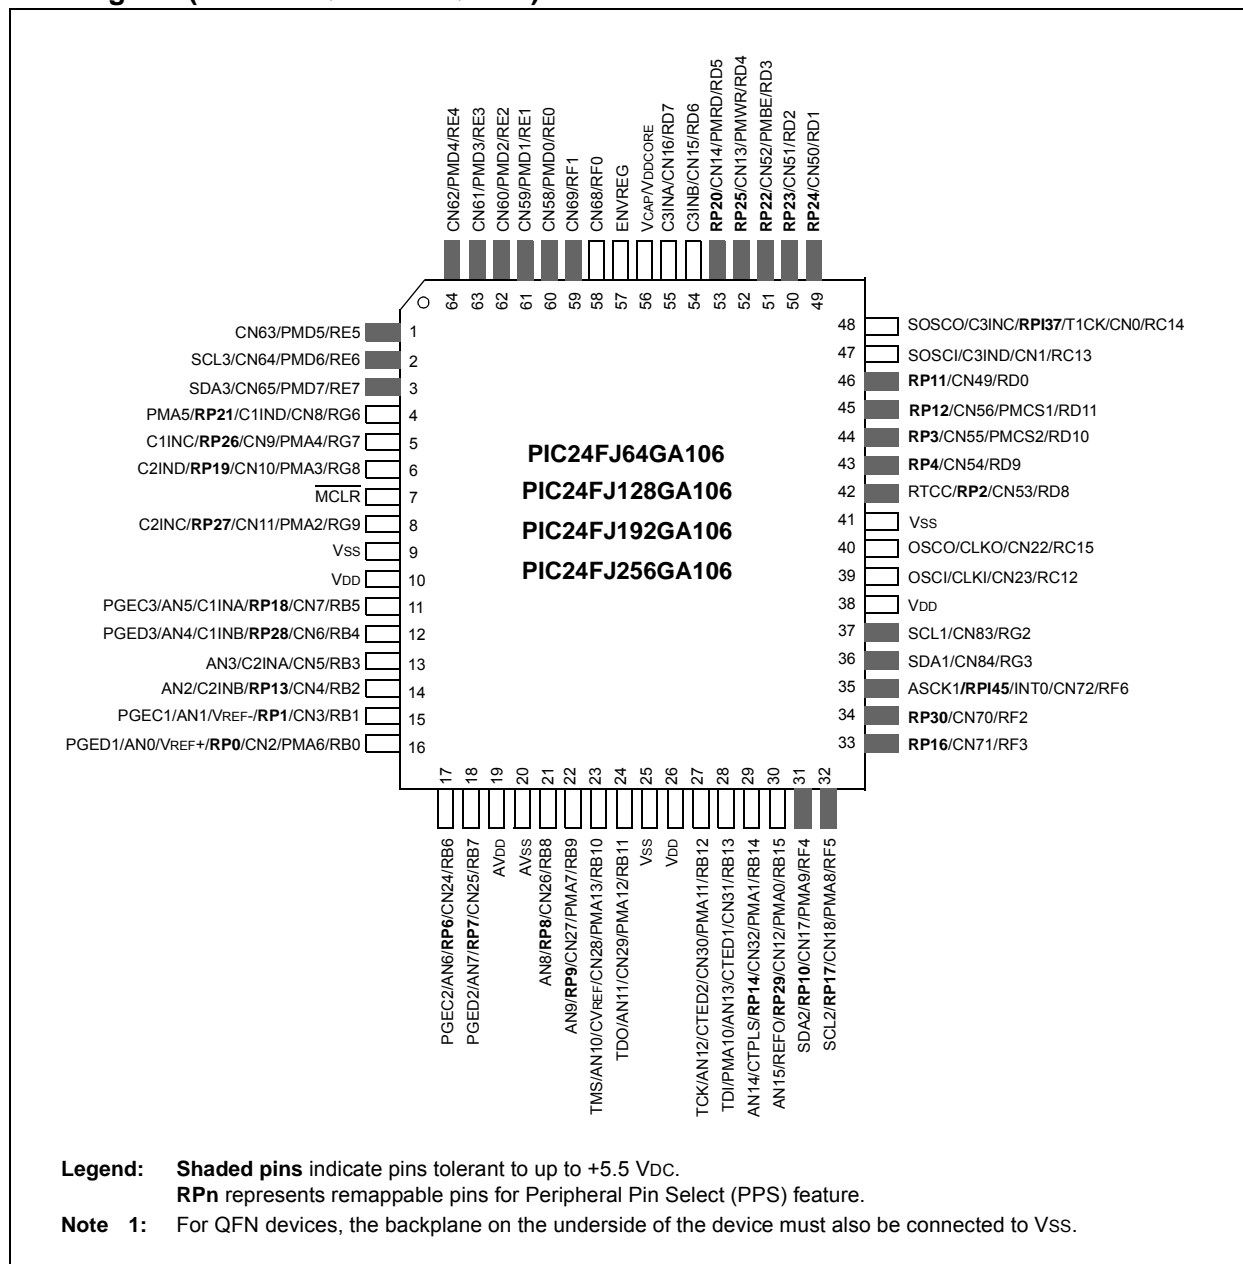 CN62/PMD4/RE4
CN61/PMD3/RE3
CN60/PMD2/RE2
CN59/PMD1/RE1
CN58/PMD0/RE0
CN69/RF1
CN68/RF0
ENVREG
VCAP/VDDCORE
C3INA/CN16/RD7
C3INB/CN15/RD6
RP20/CN14/PMRD/RD5
RP25/CN13/PMWR/RD4
RP22/CN52/PMBE/RD3
RP23/CN51/RD2
RP24/CN50/RD1
64
63
62
61
60
59
58
57
56
55
54
53
52
51
50
49
CN63/PMD5/RE5 1
SCL3/CN64/PMD6/RE6 2
SDA3/CN65/PMD7/RE7 3
PMA5/RP21/C1IND/CN8/RG6 4
C1INC/RP26/CN9/PMA4/RG7 5
C2IND/RP19/CN10/PMA3/RG8 6
MCLR 7
C2INC/RP27/CN11/PMA2/RG9 8
VSS 9
VDD 10
PGEC3/AN5/C1INA/RP18/CN7/RB5 11
PGED3/AN4/C1INB/RP28/CN6/RB4 12
AN3/C2INA/CN5/RB3 13
AN2/C2INB/RP13/CN4/RB2 14
PGEC1/AN1/VREF-/RP1/CN3/RB1 15
PGED1/AN0/VREF+/RP0/CN2/PMA6/RB0 16
PIC24FJ64GA106
PIC24FJ128GA106
PIC24FJ192GA106
PIC24FJ256GA106
48 SOSCO/C3INC/RPI37/T1CK/CN0/RC14
47 SOSCI/C3IND/CN1/RC13
46 RP11/CN49/RD0
45 RP12/CN56/PMCS1/RD11
44 RP3/CN55/PMCS2/RD10
43 RP4/CN54/RD9
42 RTCC/RP2/CN53/RD8
41 VSS
40 OSCO/CLKO/CN22/RC15
39 OSCI/CLKI/CN23/RC12
38 VDD
37 SCL1/CN83/RG2
36 SDA1/CN84/RG3
35 ASCK1/RPI45/INT0/CN72/RF6
34 RP30/CN70/RF2
33 RP16/CN71/RF3
17
18
19
20
21
22
23
24
25
26
27
28
29
30
31
32
PGEC2/AN6/RP6/CN24/RB6
PGED2/AN7/RP7/CN25/RB7
AVDD
AVSS
AN8/RP8/CN26/RB8
AN9/RP9/CN27/PMA7/RB9
TMS/AN10/CVREF/CN28/PMA13/RB10
TDO/AN11/CN29/PMA12/RB11
VSS
VDD
TCK/AN12/CTED2/CN30/PMA11/RB12
TDI/PMA10/AN13/CTED1/CN31/RB13
AN14/CTPLS/RP14/CN32/PMA1/RB14
AN15/REFO/RP29/CN12/PMA0/RB15
SDA2/RP10/CN17/PMA9/RF4
SCL2/RP17/CN18/PMA8/RF5
Legend: Shaded pins indicate pins tolerant to up to +5.5 VDC.
RPn represents remappable pins for Peripheral Pin Select (PPS) feature.
Note 1: For QFN devices, the backplane on the underside of the device must also be connected to VSS.